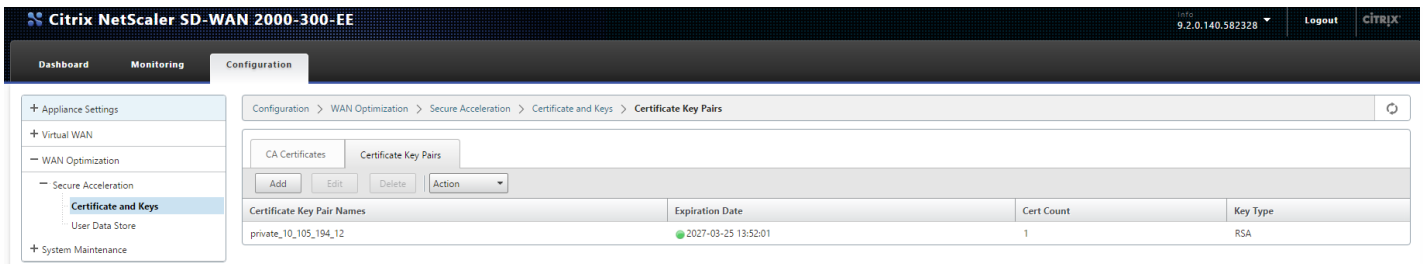 Citrix NetScaler SD-WAN 2000-300-EE
Info
9.2.0.140.582328
Logout
CİTRIX
Dashboard Monitoring Configuration
+ Appliance Settings
+ Virtual WAN
− WAN Optimization
− Secure Acceleration
Certificate and Keys
User Data Store
+ System Maintenance
Configuration > WAN Optimization > Secure Acceleration > Certificate and Keys > Certificate Key Pairs
CA Certificates Certificate Key Pairs
Add Edit Delete Action
Certificate Key Pair Names Expiration Date Cert Count Key Type
private_10_105_194_12 2027-03-25 13:52:01 1 RSA